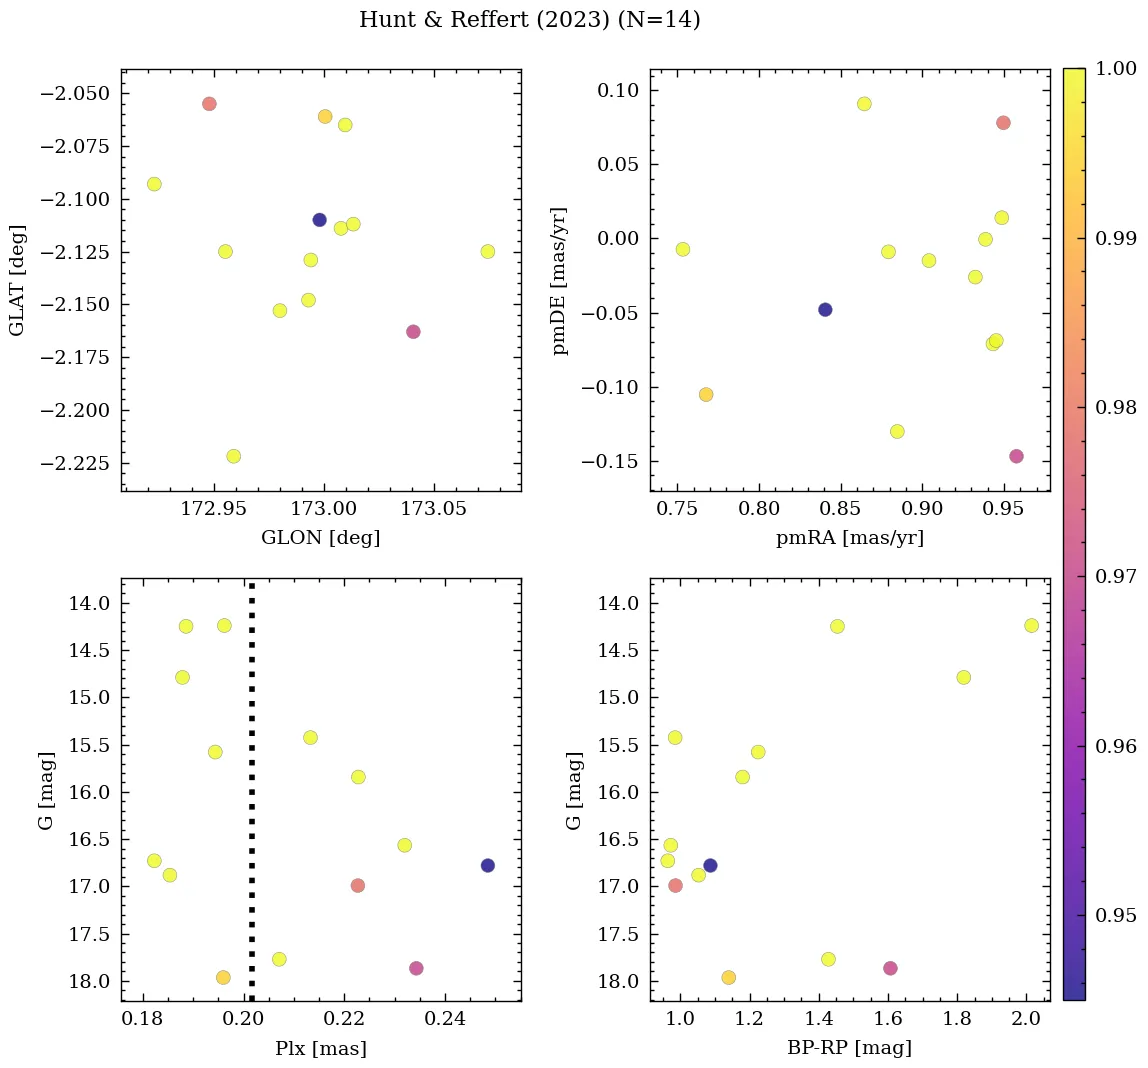 Hunt & Reffert (2023) (N=14)
−2.050
−2.075
−2.100
−2.125
−2.150
−2.175
−2.200
−2.225
GLAT [deg]
172.95 173.00 173.05
GLON [deg]
0.10
0.05
0.00
−0.05
−0.10
−0.15
pmDE [mas/yr]
0.75 0.80 0.85 0.90 0.95
pmRA [mas/yr]
14.0
14.5
15.0
15.5
16.0
16.5
17.0
17.5
18.0
G [mag]
0.18 0.20 0.22 0.24
Plx [mas]
14.0
14.5
15.0
15.5
16.0
16.5
17.0
17.5
18.0
G [mag]
1.0 1.2 1.4 1.6 1.8 2.0
BP-RP [mag]
1.00
0.99
0.98
0.97
0.96
0.95